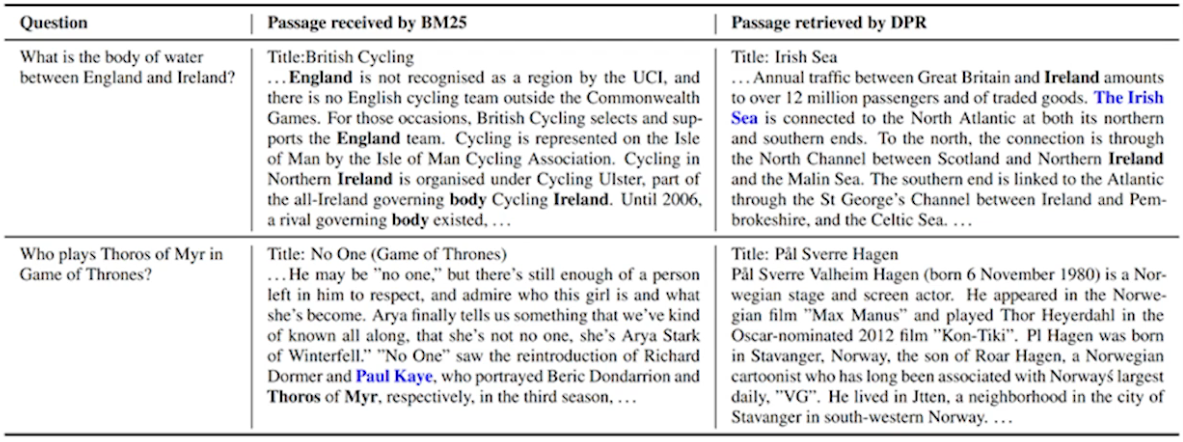 Question
Passage received by BM25
Passage retrieved by DPR
What is the body of water
between England and Ireland?
Title:British Cycling
...England is not recognised as a region by the UCI, and
there is no English cycling team outside the Commonwealth
Games. For those occasions, British Cycling selects and sup-
ports the England team. Cycling is represented on the Isle
of Man by the Isle of Man Cycling Association. Cycling in
Northern Ireland is organised under Cycling Ulster, part of
the all-Ireland governing body Cycling Ireland. Until 2006,
a rival governing body existed, ...
Title: Irish Sea
...Annual traffic between Great Britain and Ireland amounts
to over 12 million passengers and of traded goods. The Irish
Sea is connected to the North Atlantic at both its northern
and southern ends. To the north, the connection is through
the North Channel between Scotland and Northern Ireland
and the Malin Sea. The southern end is linked to the Atlantic
through the St George's Channel between Ireland and Pem-
brokeshire, and the Celtic Sea. ...
Who plays Thoros of Myr in
Game of Thrones?
Title: No One (Game of Thrones)
...He may be "no one," but there's still enough of a person
left in him to respect, and admire who this girl is and what
she's become. Arya finally tells us something that we've kind
of known all along, that she's not no one, she's Arya Stark
of Winterfell." "No One" saw the reintroduction of Richard
Dormer and Paul Kaye, who portrayed Beric Dondarrion and
Thoros of Myr, respectively, in the third season, ...
Title: Pål Sverre Hagen
Pål Sverre Valheim Hagen (born 6 November 1980) is a Nor-
wegian stage and screen actor. He appeared in the Norwe-
gian film "Max Manus" and played Thor Heyerdahl in the
Oscar-nominated 2012 film "Kon-Tiki". Pl Hagen was born
in Stavanger, Norway, the son of Roar Hagen, a Norwegian
cartoonist who has long been associated with Norwayś largest
daily, "VG". He lived in Jtten, a neighborhood in the city of
Stavanger in south-western Norway. ...